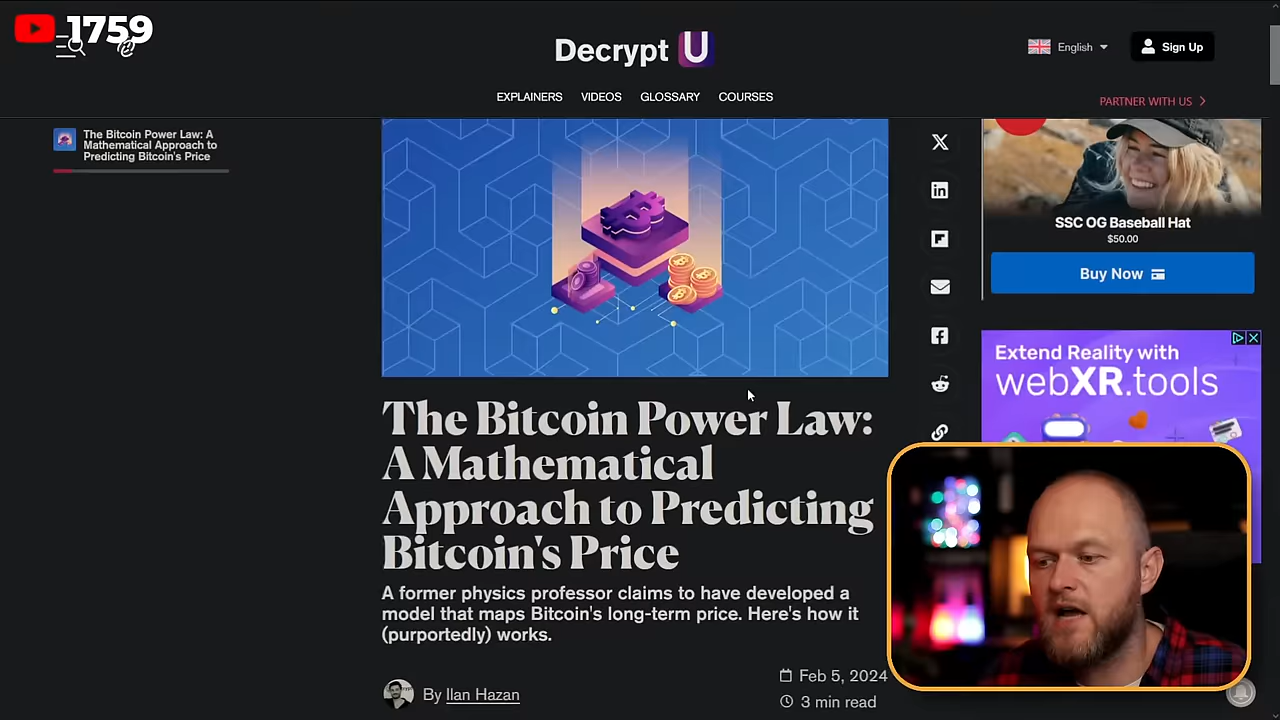 1759
Decrypt U
English
Sign Up
EXPLAINERS VIDEOS GLOSSARY COURSES
PARTNER WITH US
The Bitcoin Power Law: A
Mathematical Approach to
Predicting Bitcoin's Price
SSC OG Baseball Hat
$50.00
Buy Now
Extend Reality with
webXR.tools
The Bitcoin Power Law:
A Mathematical
Approach to Predicting
Bitcoin's Price
A former physics professor claims to have developed a
model that maps Bitcoin's long-term price. Here's how it
(purportedly) works.
By Ilan Hazan
Feb 5, 2024
3 min read